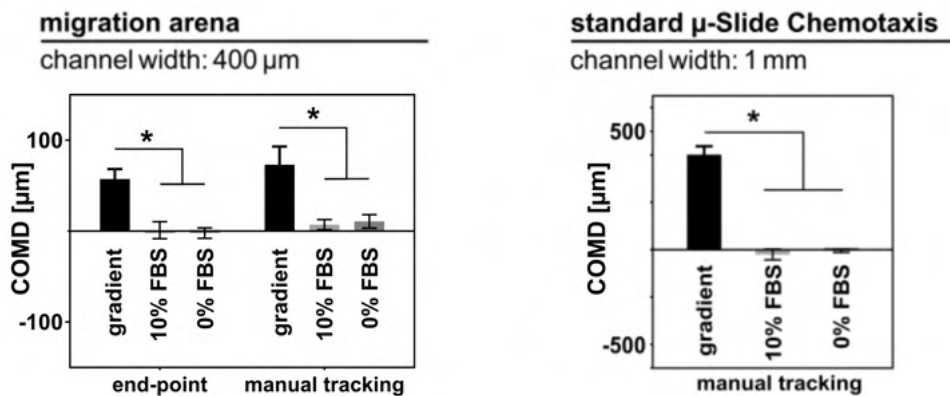 migration arena
channel width: 400 µm
100
-100
COMD [µm]
*
*
gradient
10% FBS
0% FBS
gradient
10% FBS
0% FBS
end-point
manual tracking
standard µ-Slide Chemotaxis
channel width: 1 mm
500
-500
COMD [µm]
*
gradient
10% FBS
0% FBS
manual tracking